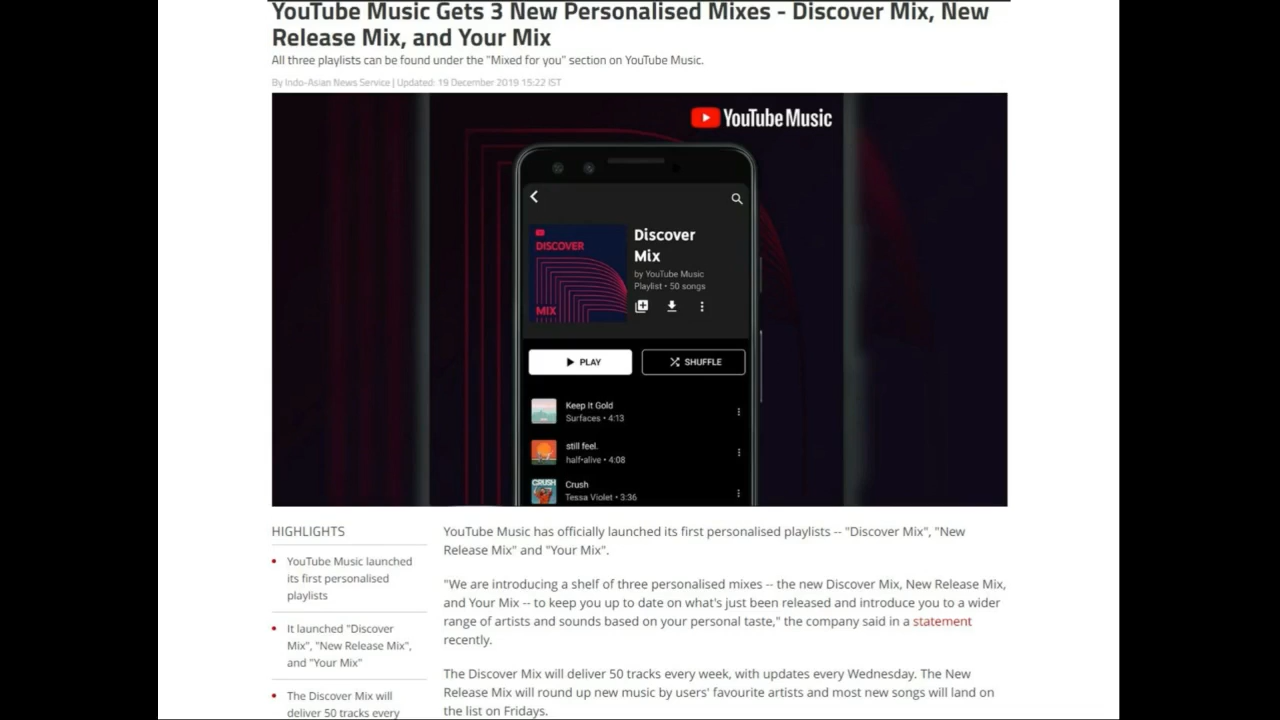 YouTube Music Gets 3 New Personalised Mixes - Discover Mix, New
Release Mix, and Your Mix
All three playlists can be found under the "Mixed for you" section on YouTube Music.
By Indo-Asian News Service | Updated: 19 December 2019 15:22 IST
YouTube Music
DISCOVER
MIX
Discover
Mix
by YouTube Music
Playlist • 50 songs
PLAY
SHUFFLE
Keep It Gold
Surfaces • 4:13
still feel.
half•alive • 4:08
CRUSH
Crush
Tessa Violet • 3:36
HIGHLIGHTS
YouTube Music launched
its first personalised
playlists
It launched "Discover
Mix", "New Release Mix",
and "Your Mix"
The Discover Mix will
deliver 50 tracks every
YouTube Music has officially launched its first personalised playlists -- "Discover Mix", "New
Release Mix" and "Your Mix".
"We are introducing a shelf of three personalised mixes -- the new Discover Mix, New Release Mix,
and Your Mix -- to keep you up to date on what's just been released and introduce you to a wider
range of artists and sounds based on your personal taste," the company said in a statement
recently.
The Discover Mix will deliver 50 tracks every week, with updates every Wednesday. The New
Release Mix will round up new music by users' favourite artists and most new songs will land on
the list on Fridays.